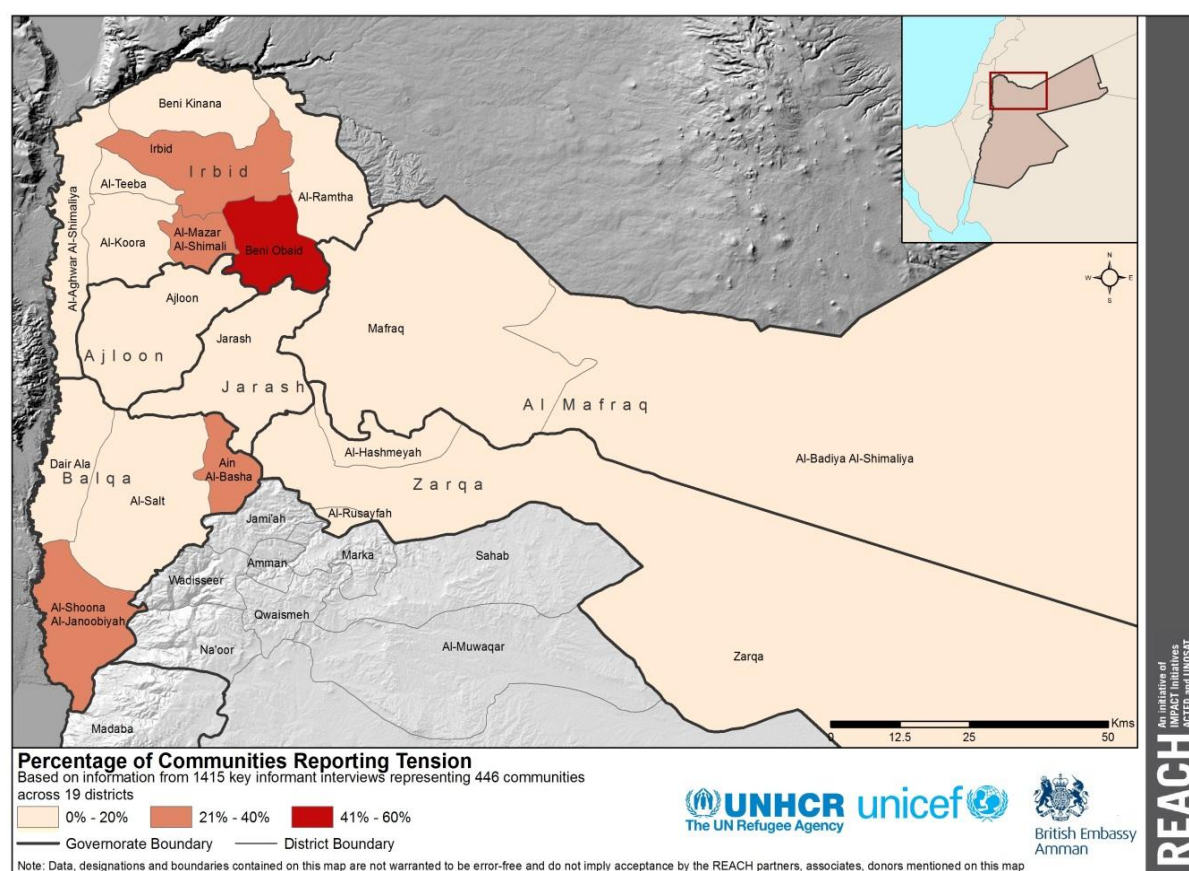 Beni Kinana
Irbid
Irbid
Al-Teeba
Al-Ramtha
Al-Aghwar Al-Shimaliya
Al-Koora
Al-Mazar
Al-Shimali
Beni Obaid
Ajloon
Ajloon
Jarash
Jarash
Mafraq
Al Mafraq
Al-Badiya Al-Shimaliya
Dair Ala
Balqa
Al-Salt
Ain
Al-Basha
Al-Hashmeyah
Zarqa
Al-Rusayfah
Jami'ah
Amman
Marka
Sahab
Wadisseer
Qwaismeh
Al-Shoona
Al-Janoobiyah
Na'oor
Al-Muwaqar
Zarqa
Madaba
N
W E
S
Kms
0 12.5 25 50
Percentage of Communities Reporting Tension
Based on information from 1415 key informant interviews representing 446 communities
across 19 districts
0% - 20% 21% - 40% 41% - 60%
Governorate Boundary District Boundary
Note: Data, designations and boundaries contained on this map are not warranted to be error-free and do not imply acceptance by the REACH partners, associates, donors mentioned on this map
UNHCR
The UN Refugee Agency
unicef
British Embassy
Amman
REACH
An initiative of
IMPACT Initiatives
ACTED and UNOSAT